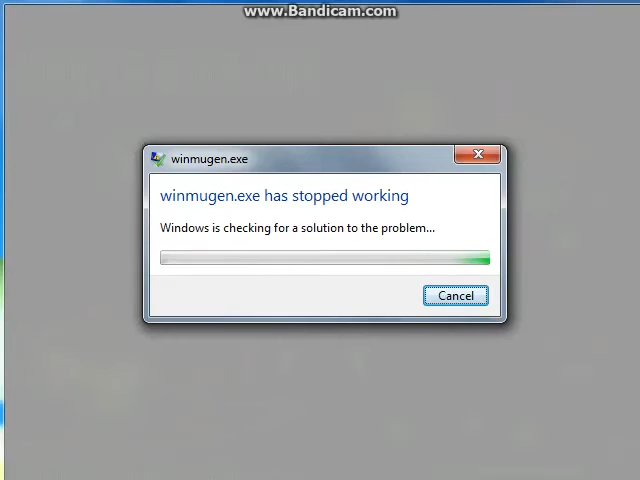 www.Bandicam.com
winmugen.exe
winmugen.exe has stopped working
Windows is checking for a solution to the problem...
Cancel